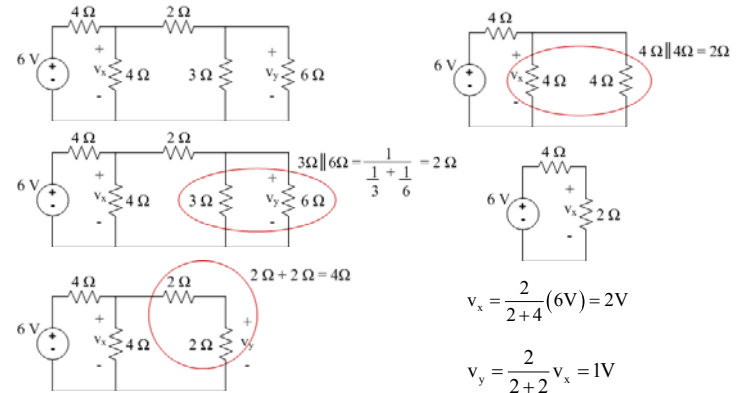 4 Ω 2 Ω
6 V + - + vx - 4 Ω 3 Ω + vy - 6 Ω
4 Ω 2 Ω
6 V + - + vx - 4 Ω 3 Ω + vy - 6 Ω
3Ω‖6Ω = 1 / (1/3 + 1/6) = 2 Ω
4 Ω 2 Ω
2 Ω + 2 Ω = 4Ω
6 V + - + vx - 4 Ω 2 Ω + vy -
4 Ω
6 V + - + vx - 4 Ω 4 Ω
4 Ω‖4Ω = 2Ω
4 Ω
6 V + - + vx - 2 Ω
vx = 2/(2+4) (6V) = 2V
vy = 2/(2+2) vx = 1V